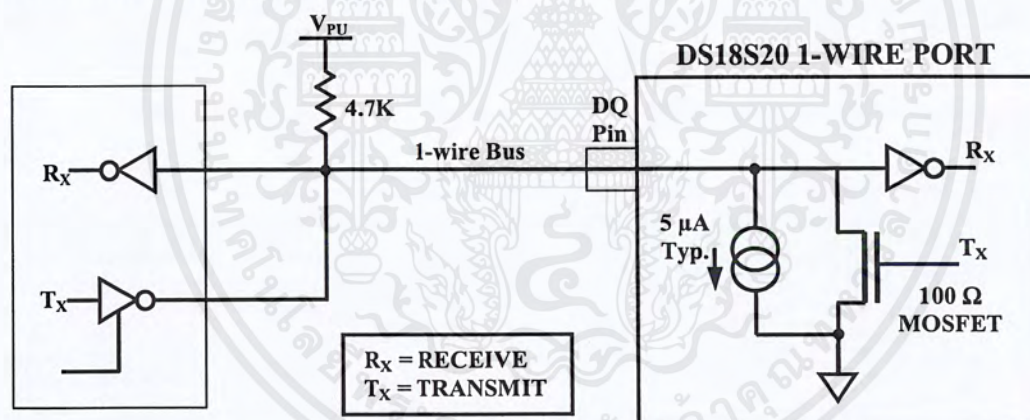 V_PU
4.7K
DS18S20 1-WIRE PORT
DQ
Pin
1-wire Bus
R_X
R_X
5 µA
Typ.
T_X
T_X
100 Ω
MOSFET
R_X = RECEIVE
T_X = TRANSMIT